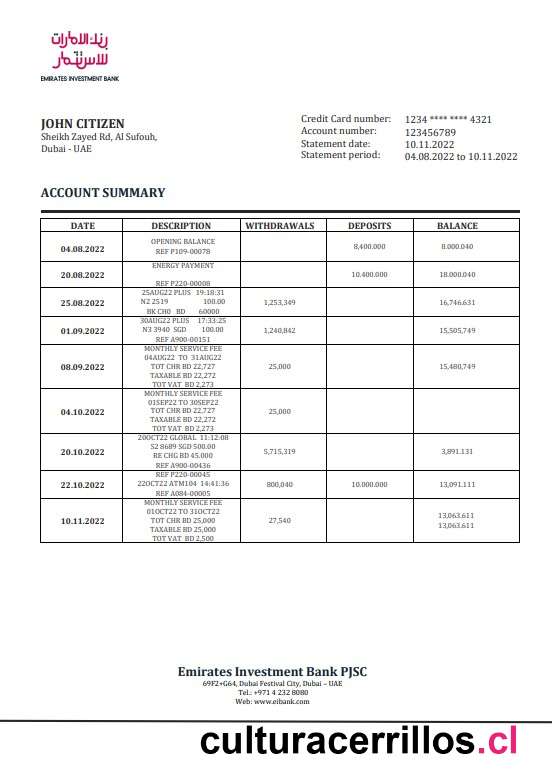 بنك الامارات
للاستثمار
EMIRATES INVESTMENT BANK
JOHN CITIZEN
Sheikh Zayed Rd, Al Sufouh,
Dubai - UAE
Credit Card number: 1234 **** **** 4321
Account number: 123456789
Statement date: 10.11.2022
Statement period: 04.08.2022 to 10.11.2022
ACCOUNT SUMMARY
DATE DESCRIPTION WITHDRAWALS DEPOSITS BALANCE
04.08.2022 OPENING BALANCE 8,400.000 8.000.040
REF P109-00078
20.08.2022 ENERGY PAYMENT 10.400.000 18.000.040
REF P220-00008
25.08.2022 25AUG22 PLUS 19:18:31 1,253,349 16,746.631
N2 2519 100.00
BK CH0 BD 60000
01.09.2022 30AUG22 PLUS 17:33:25 1,240,842 15,505,749
N3 3940 SGD 100.00
REF A900-00151
08.09.2022 MONTHLY SERVICE FEE 25,000 15,480,749
04AUG22 TO 31AUG22
TOT CHR BD 22,727
TAXABLE BD 22,272
TOT VAT BD 2,273
04.10.2022 MONTHLY SERVICE FEE 25,000
01SEP22 TO 30SEP22
TOT CHR BD 22,727
TAXABLE BD 22,272
TOT VAT BD 2,273
20.10.2022 20OCT22 GLOBAL 11:12:08 5,715,319 3,891.131
S2 8689 SGD 500.00
RE CHG BD 45.000
REF A900-00436
22.10.2022 REF P220-00045 800,040 10.000.000 13,091.111
22OCT22 ATM104 14:41:36
REF A084-00005
10.11.2022 MONTHLY SERVICE FEE 27,540 13,063.611
01OCT22 TO 31OCT22 13,063.611
TOT CHR BD 25,000
TAXABLE BD 25,000
TOT VAT BD 2,500
Emirates Investment Bank PJSC
69F2+G64, Dubai Festival City, Dubai – UAE
Tel.: +971 4 232 8080
Web: www.eibank.com
culturacerrillos.cl